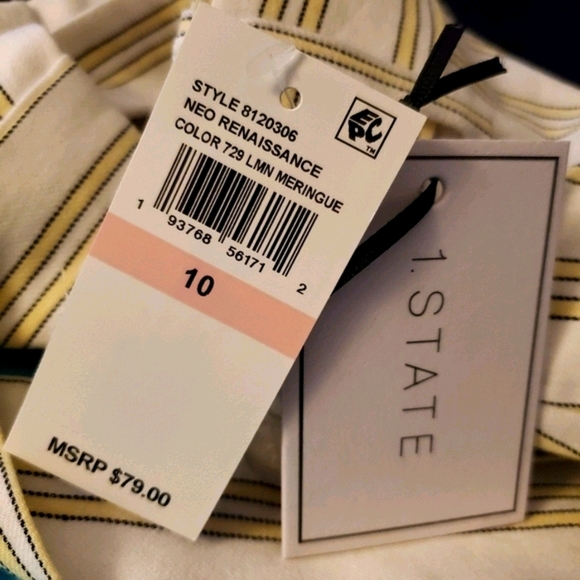 STYLE 8120306
NEO RENAISSANCE
COLOR 729 LMN MERINGUE
EPC
TM
1 93768 56171 2
10
MSRP $79.00
1.STATE